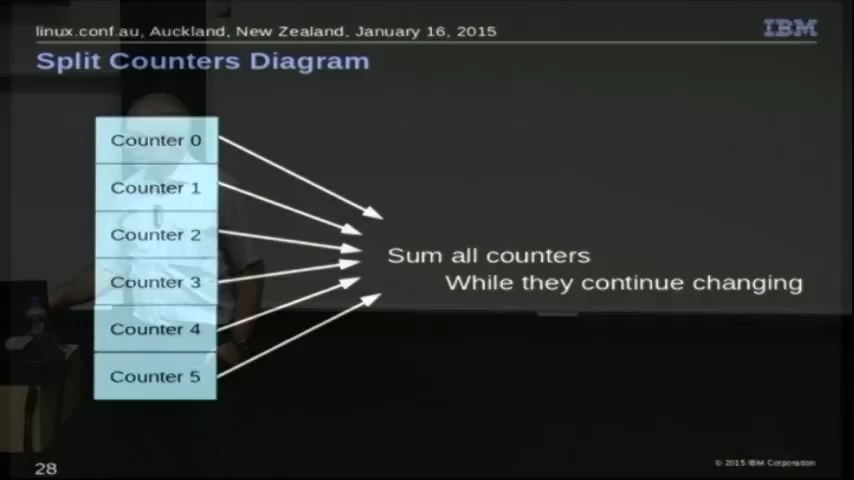 linux.conf.au, Auckland, New Zealand, January 16, 2015
IBM
Split Counters Diagram
Counter 0
Counter 1
Counter 2
Counter 3
Counter 4
Counter 5
Sum all counters
While they continue changing
28
© 2015 IBM Corporation